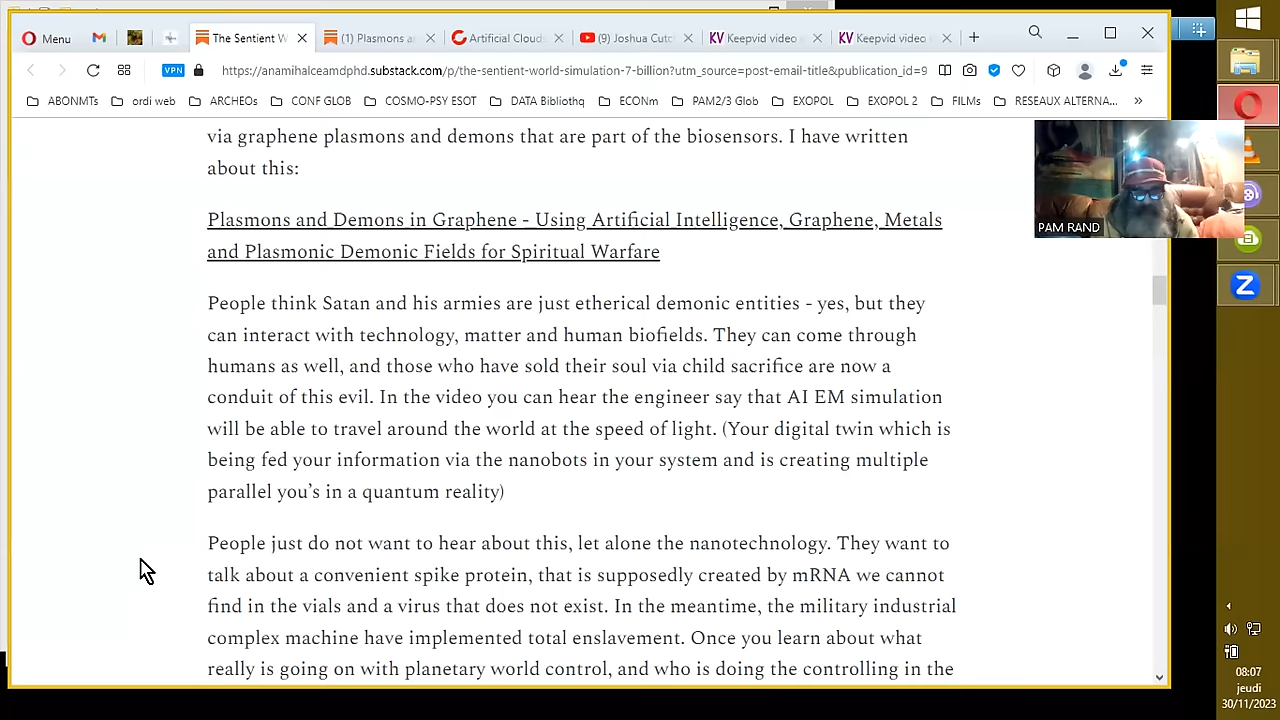 Menu
The Sentient W
(1) Plasmons a
Artificial Clou
(9) Joshua Cutc
KV Keepvid video
KV Keepvid video
VPN
https://anamihalceamdphd.substack.com/p/the-sentient-world-simulation-7-billion?utm_source=post-email-title&publication_id=9
ABONMTs
ordi web
ARCHEOs
CONF GLOB
COSMO-PSY ESOT
DATA Bibliothq
ECONm
PAM2/3 Glob
EXOPOL
EXOPOL 2
FILMs
RESEAUX ALTERNA...
via graphene plasmons and demons that are part of the biosensors. I have written
about this:
Plasmons and Demons in Graphene - Using Artificial Intelligence, Graphene, Metals
and Plasmonic Demonic Fields for Spiritual Warfare
People think Satan and his armies are just etherical demonic entities - yes, but they
can interact with technology, matter and human biofields. They can come through
humans as well, and those who have sold their soul via child sacrifice are now a
conduit of this evil. In the video you can hear the engineer say that AI EM simulation
will be able to travel around the world at the speed of light. (Your digital twin which is
being fed your information via the nanobots in your system and is creating multiple
parallel you's in a quantum reality)
People just do not want to hear about this, let alone the nanotechnology. They want to
talk about a convenient spike protein, that is supposedly created by mRNA we cannot
find in the vials and a virus that does not exist. In the meantime, the military industrial
complex machine have implemented total enslavement. Once you learn about what
really is going on with planetary world control, and who is doing the controlling in the
PAM RAND
08:07
jeudi
30/11/2023